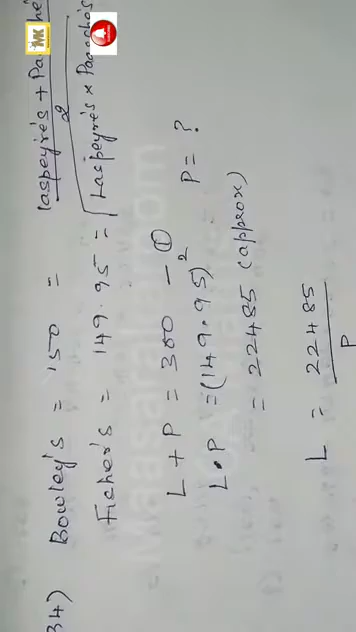 34) Bowley's = 150 = Laspeyre's + Paasche's / 2
Fisher's = 149.95 = √Laspeyre's × Paasche's
L + P = 300 - ①
L.P = (149.95)² P = ?
= 22485 (approx)
L = 22485 / P
MK